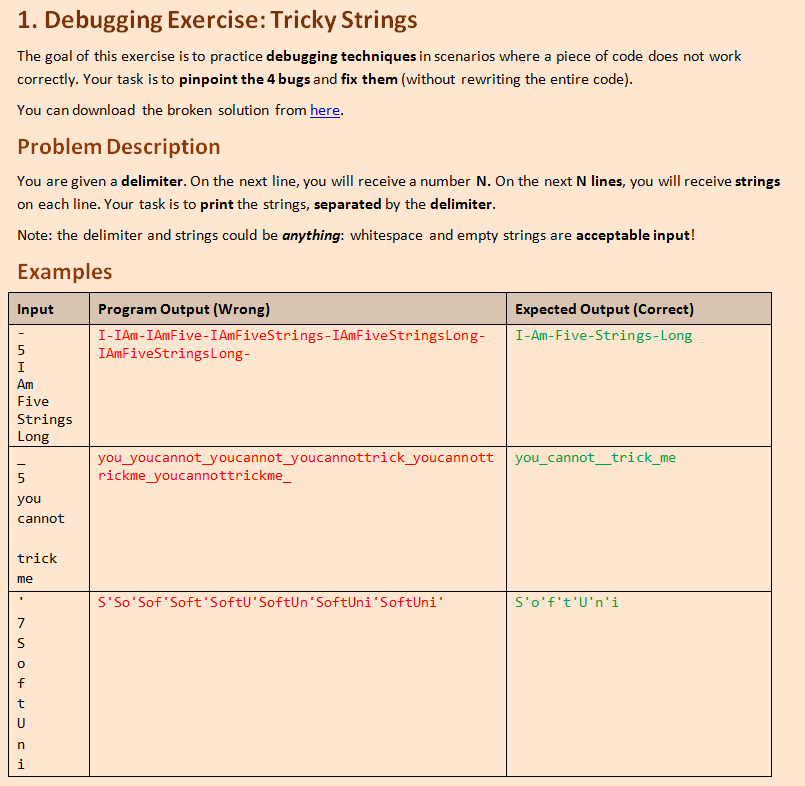 1. Debugging Exercise: Tricky Strings
The goal of this exercise is to practice debugging techniques in scenarios where a piece of code does not work
correctly. Your task is to pinpoint the 4 bugs and fix them (without rewriting the entire code).
You can download the broken solution from here.
Problem Description
You are given a delimiter. On the next line, you will receive a number N. On the next N lines, you will receive strings
on each line. Your task is to print the strings, separated by the delimiter.
Note: the delimiter and strings could be anything: whitespace and empty strings are acceptable input!
Examples
Input Program Output (Wrong) Expected Output (Correct)
- I-IAm-IAmFive-IAmFiveStrings-IAmFiveStringsLong- I-Am-Five-Strings-Long
5 IAmFiveStringsLong-
I
Am
Five
Strings
Long
_ you_youcannot_youcannot_youcannottrick_youcannott you_cannot__trick_me
5 rickme_youcannottrickme_
you
cannot
trick
me
' S'So'Sof'Soft'SoftU'SoftUn'SoftUni'SoftUni' S'o'f't'U'n'i
7
S
o
f
t
U
n
i